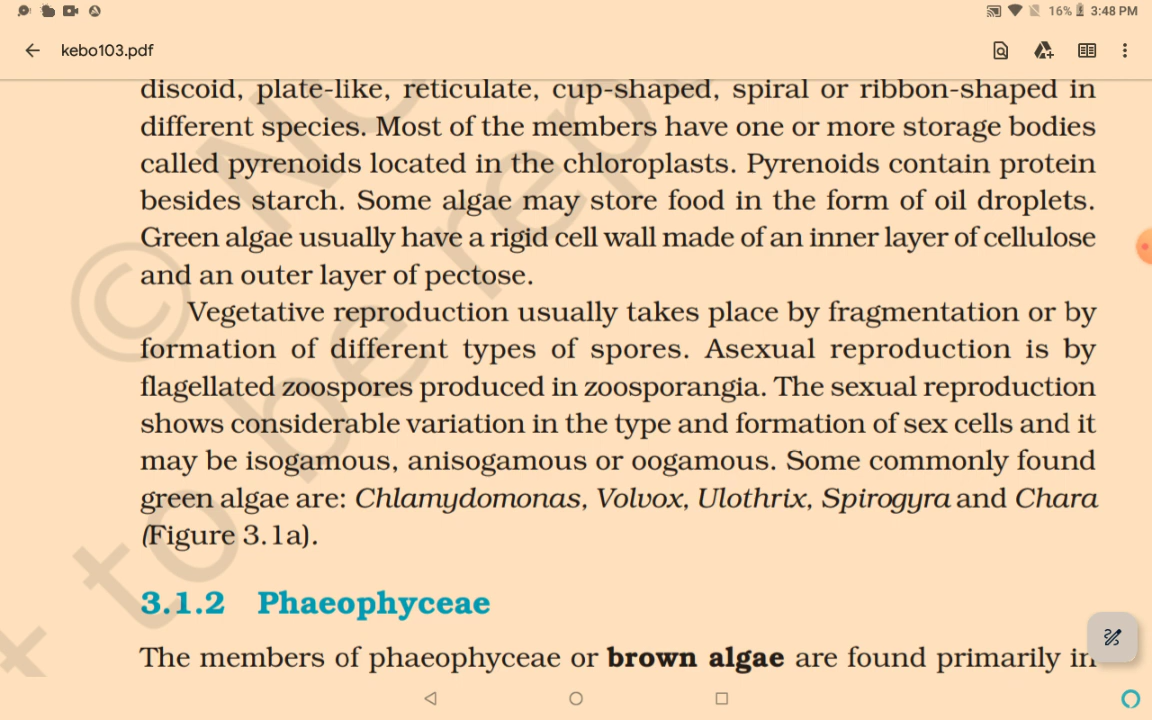 16% 3:48 PM
kebo103.pdf
discoid, plate-like, reticulate, cup-shaped, spiral or ribbon-shaped in
different species. Most of the members have one or more storage bodies
called pyrenoids located in the chloroplasts. Pyrenoids contain protein
besides starch. Some algae may store food in the form of oil droplets.
Green algae usually have a rigid cell wall made of an inner layer of cellulose
and an outer layer of pectose.
Vegetative reproduction usually takes place by fragmentation or by
formation of different types of spores. Asexual reproduction is by
flagellated zoospores produced in zoosporangia. The sexual reproduction
shows considerable variation in the type and formation of sex cells and it
may be isogamous, anisogamous or oogamous. Some commonly found
green algae are: Chlamydomonas, Volvox, Ulothrix, Spirogyra and Chara
(Figure 3.1a).
3.1.2 Phaeophyceae
The members of phaeophyceae or brown algae are found primarily in
© 
to be rep